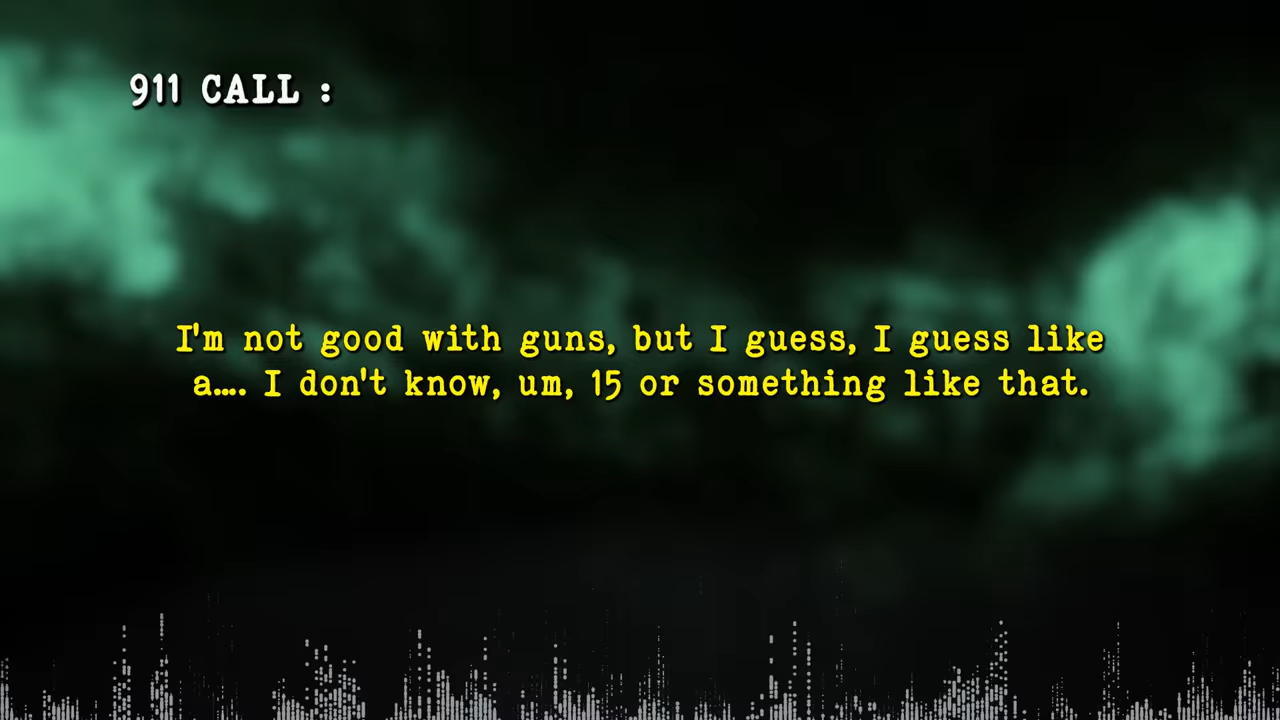 911 CALL :
I'm not good with guns, but I guess, I guess like
a.... I don't know, um, 15 or something like that.